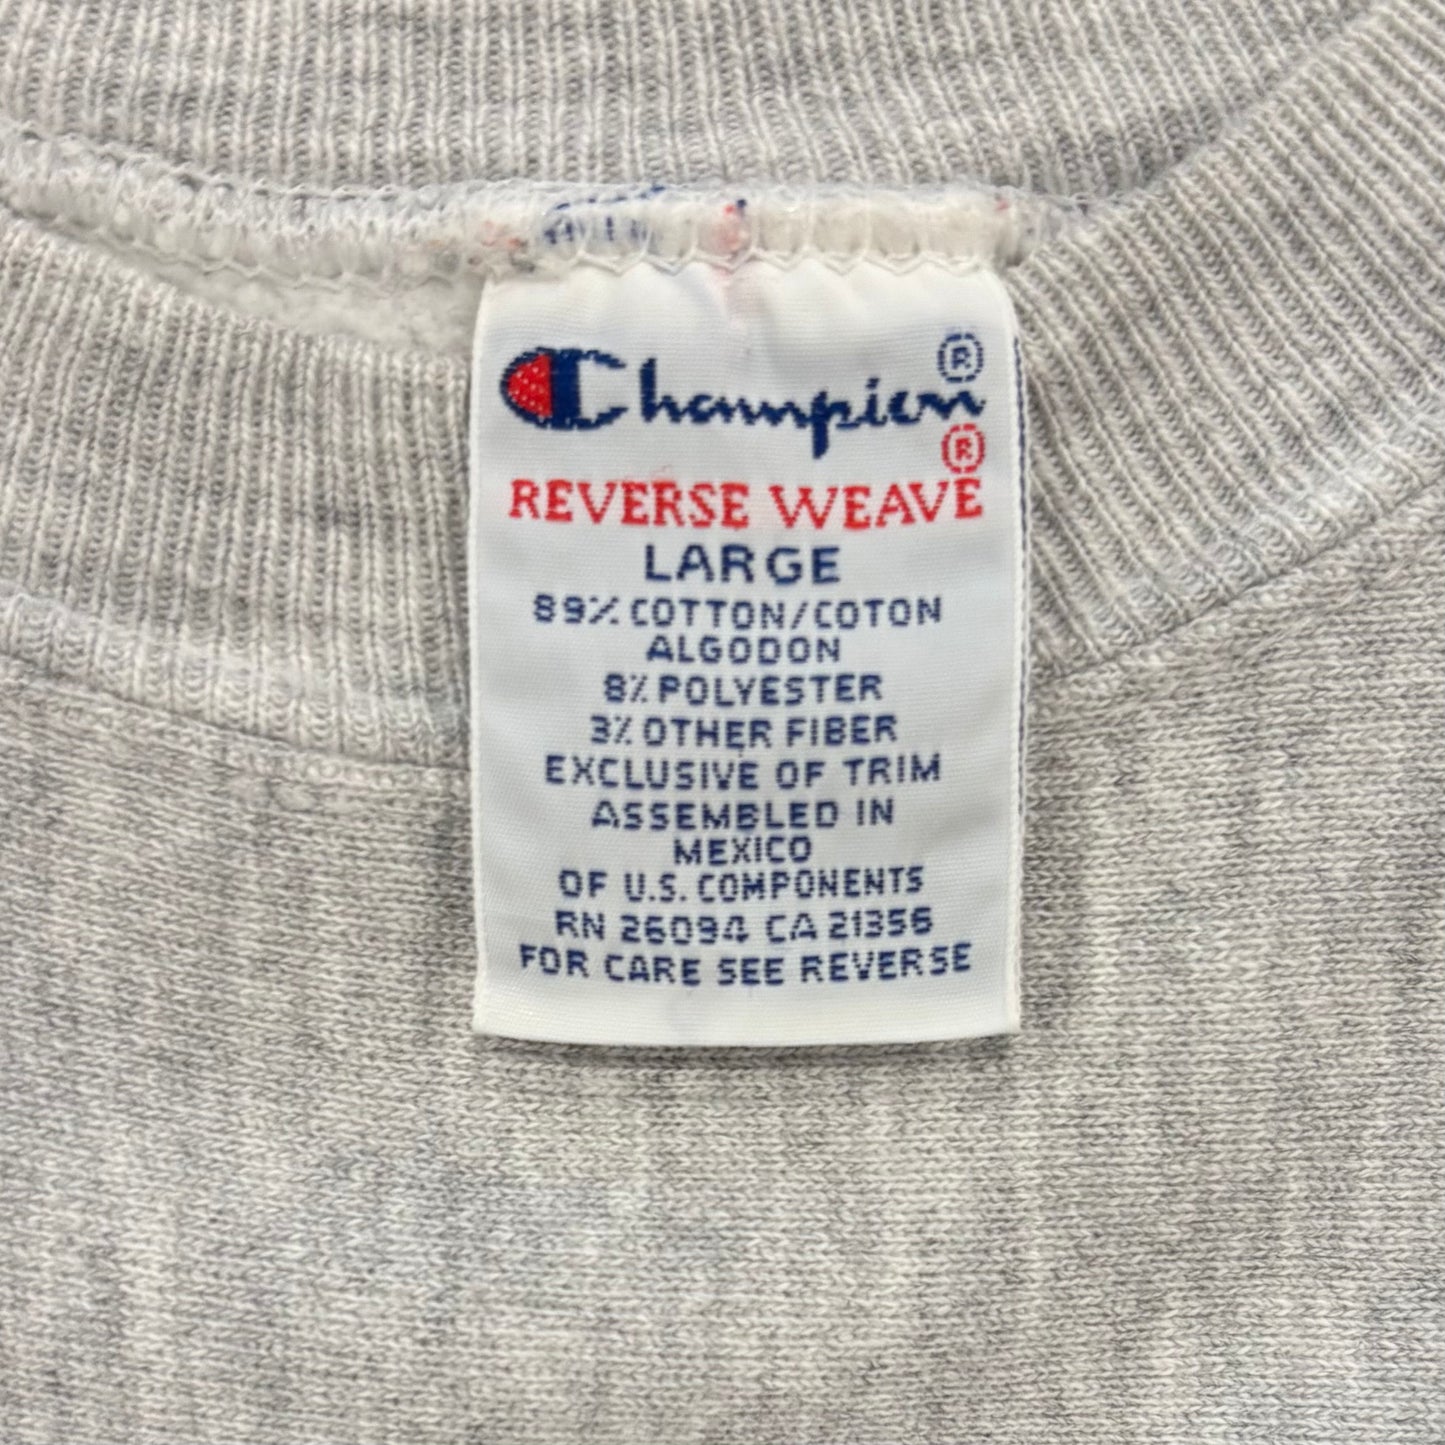 Champion®
®
REVERSE WEAVE
LARGE
89% COTTON/COTON
ALGODON
8% POLYESTER
3% OTHER FIBER
EXCLUSIVE OF TRIM
ASSEMBLED IN
MEXICO
OF U.S. COMPONENTS
RN 26094 CA 21356
FOR CARE SEE REVERSE